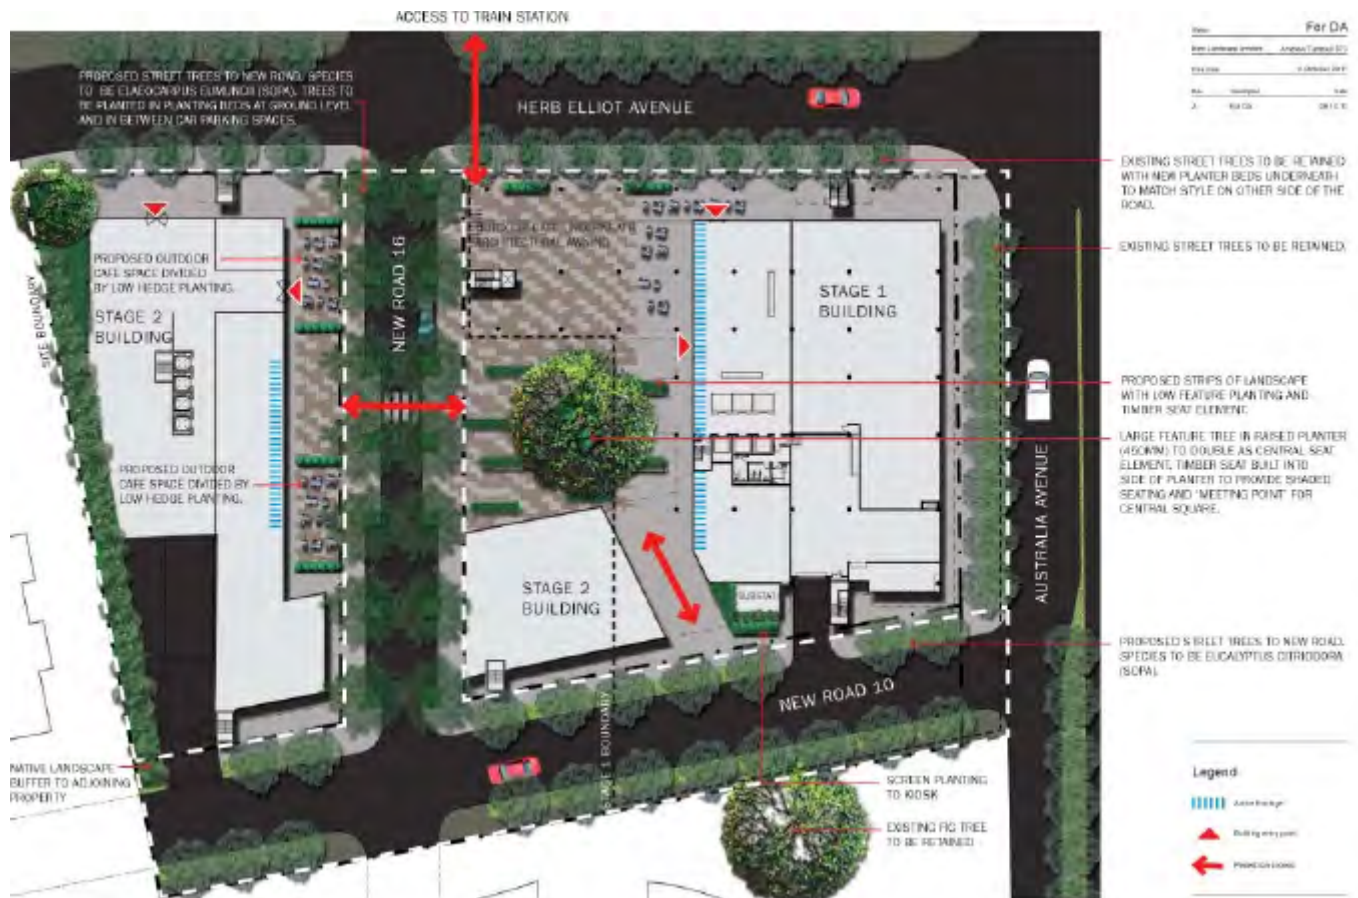 ACCESS TO TRAIN STATION
For DA
PROPOSED STREET TREES TO NEW ROAD. SPECIES
TO BE ELAEOCARPUS EUMUNDII (SOPA). TREES TO
BE PLANTED IN PLANTING BEDS AT GROUND LEVEL
AND IN BETWEEN CAR PARKING SPACES.
HERB ELLIOT AVENUE
EXISTING STREET TREES TO BE RETAINED
WITH NEW PLANTER BEDS UNDERNEATH
TO MATCH STYLE ON OTHER SIDE OF THE
ROAD.
EXISTING STREET TREES TO BE RETAINED.
PROPOSED OUTDOOR
CAFE SPACE DIVIDED
BY LOW HEDGE PLANTING.
STAGE 2
BUILDING
SITE BOUNDARY
NEW ROAD 16
STAGE 1
BUILDING
PROPOSED STRIPS OF LANDSCAPE
WITH LOW FEATURE PLANTING AND
TIMBER SEAT ELEMENT.
LARGE FEATURE TREE IN RAISED PLANTER
(450MM) TO DOUBLE AS CENTRAL SEAT
ELEMENT. TIMBER SEAT BUILT INTO
SIDE OF PLANTER TO PROVIDE SHADED
SEATING AND 'MEETING POINT' FOR
CENTRAL SQUARE.
PROPOSED OUTDOOR
CAFE SPACE DIVIDED BY
LOW HEDGE PLANTING.
AUSTRALIA AVENUE
STAGE 2
BUILDING
PROPOSED STREET TREES TO NEW ROAD.
SPECIES TO BE EUCALYPTUS CITRIODORA
(SOPA).
NEW ROAD 10
STAGE 1 BOUNDARY
NATIVE LANDSCAPE
BUFFER TO ADJOINING
PROPERTY
SCREEN PLANTING
TO KIOSK
EXISTING FIG TREE
TO BE RETAINED
Legend
Building entry point